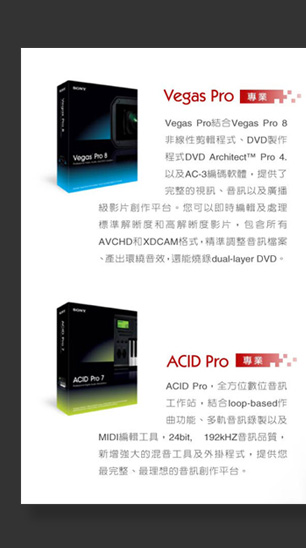 Vegas Pro 專業
SONY
Vegas Pro 8
Vegas Pro結合Vegas Pro 8
非線性剪輯程式、DVD製作
程式DVD Architect™ Pro 4.
以及AC-3編碼軟體，提供了
完整的視訊、音訊以及廣播
級影片創作平台。您可以即時編輯及處理
標準解晰度和高解晰度影片，包含所有
AVCHD和XDCAM格式，精準調整音訊檔案
、產出環繞音效，還能燒錄dual-layer DVD。
ACID Pro 專業
SONY
ACID Pro 7
ACID Pro，全方位數位音訊
工作站，結合loop-based作
曲功能、多軌音訊錄製以及
MIDI編輯工具，24bit, 192kHZ音訊品質，
新增強大的混音工具及外掛程式，提供您
最完整、最理想的音訊創作平台。